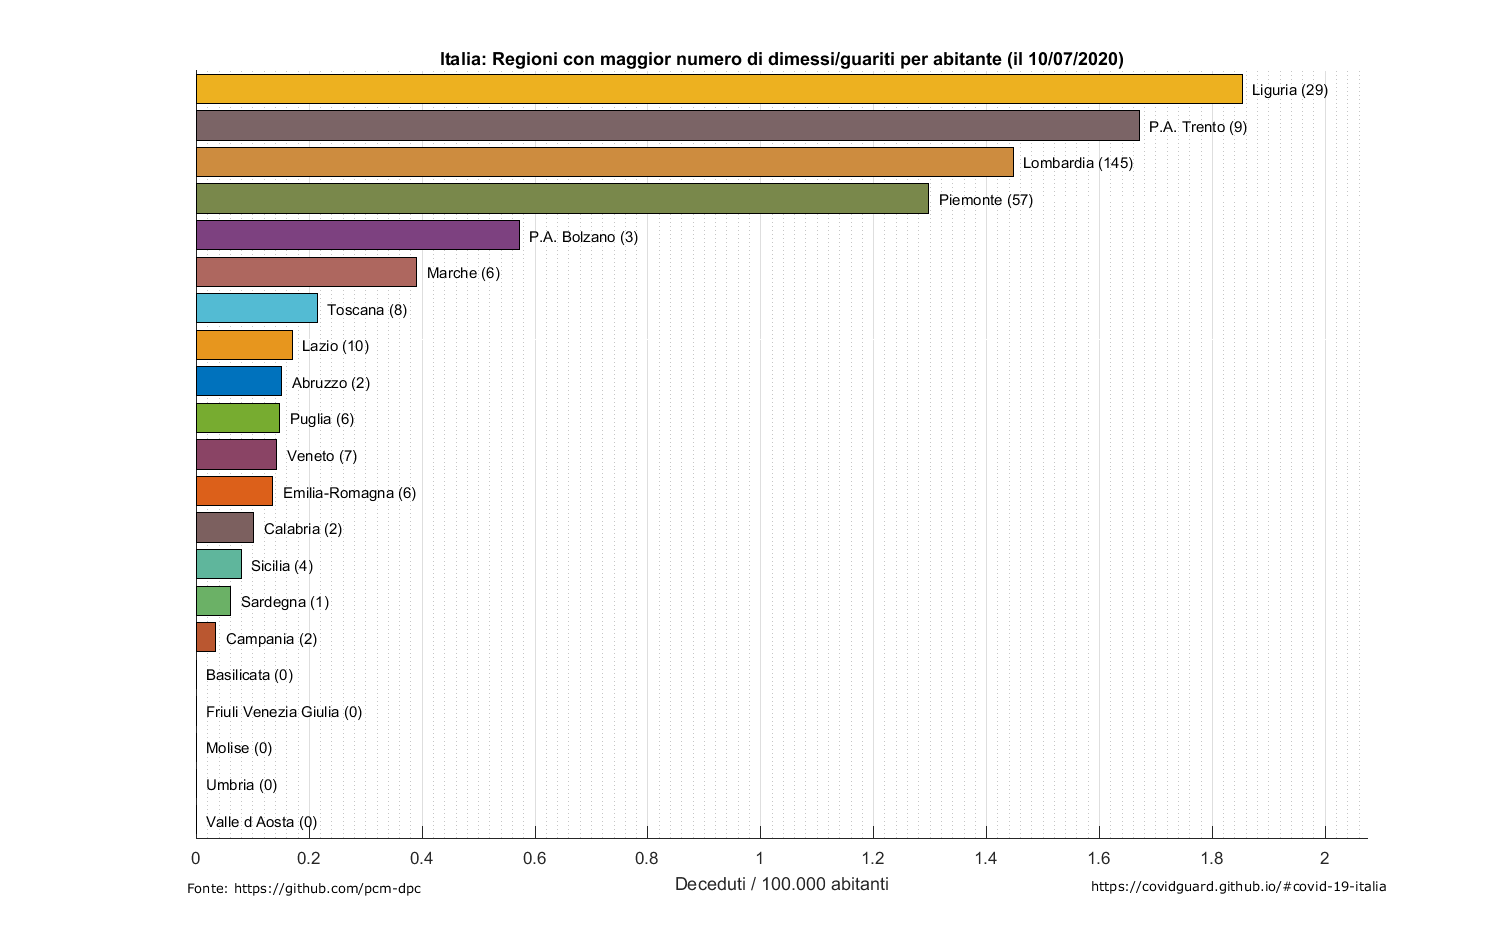 Italia: Regioni con maggior numero di dimessi/guariti per abitante (il 10/07/2020)
Liguria (29)
P.A. Trento (9)
Lombardia (145)
Piemonte (57)
P.A. Bolzano (3)
Marche (6)
Toscana (8)
Lazio (10)
Abruzzo (2)
Puglia (6)
Veneto (7)
Emilia-Romagna (6)
Calabria (2)
Sicilia (4)
Sardegna (1)
Campania (2)
Basilicata (0)
Friuli Venezia Giulia (0)
Molise (0)
Umbria (0)
Valle d Aosta (0)
0 0.2 0.4 0.6 0.8 1 1.2 1.4 1.6 1.8 2
Deceduti / 100.000 abitanti
Fonte: https://github.com/pcm-dpc
https://covidguard.github.io/#covid-19-italia